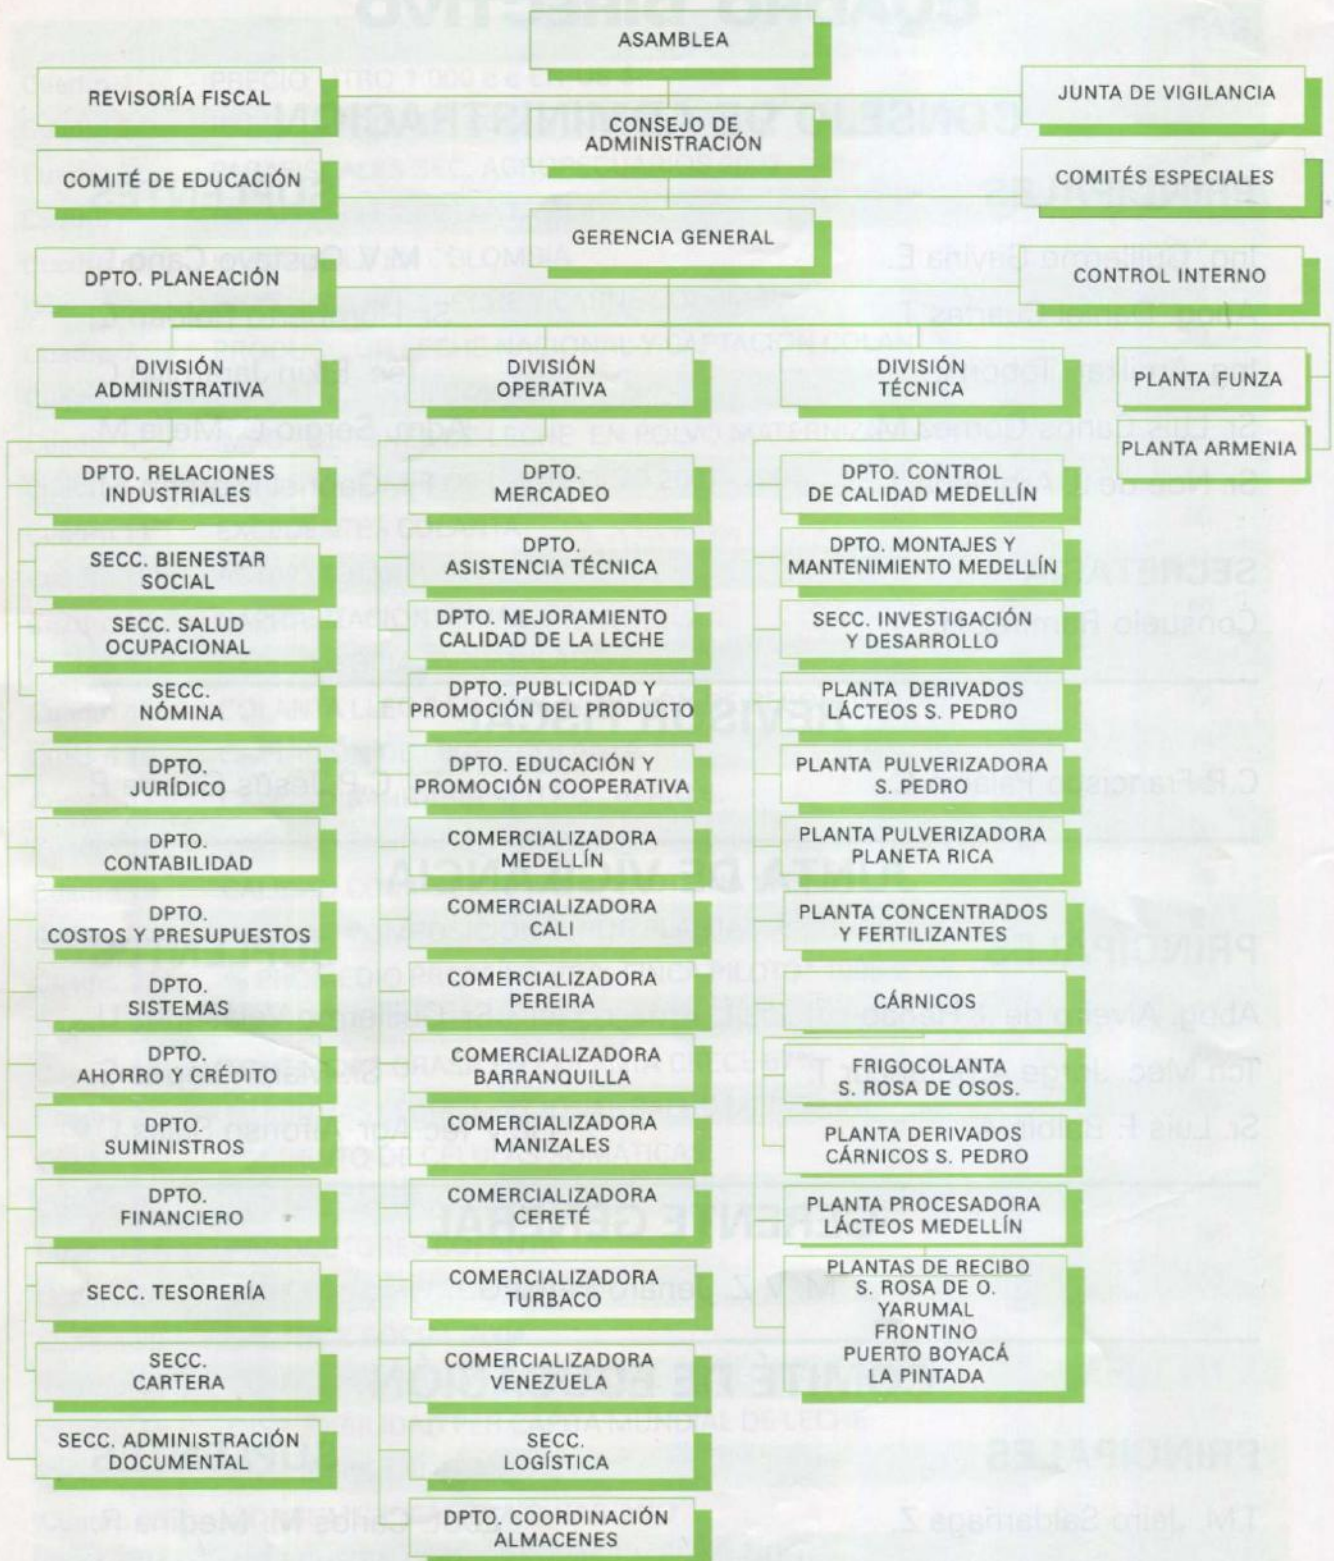 ASAMBLEA
REVISORÍA FISCAL
JUNTA DE VIGILANCIA
CONSEJO DE
ADMINISTRACIÓN
COMITÉ DE EDUCACIÓN
COMITÉS ESPECIALES
GERENCIA GENERAL
DPTO. PLANEACIÓN
CONTROL INTERNO
DIVISIÓN
ADMINISTRATIVA
DPTO. RELACIONES
INDUSTRIALES
SECC. BIENESTAR
SOCIAL
SECC. SALUD
OCUPACIONAL
SECC.
NÓMINA
DPTO.
JURÍDICO
DPTO.
CONTABILIDAD
DPTO.
COSTOS Y PRESUPUESTOS
DPTO.
SISTEMAS
DPTO.
AHORRO Y CRÉDITO
DPTO.
SUMINISTROS
DPTO.
FINANCIERO
SECC. TESORERÍA
SECC.
CARTERA
SECC. ADMINISTRACIÓN
DOCUMENTAL
DIVISIÓN
OPERATIVA
DPTO.
MERCADEO
DPTO.
ASISTENCIA TÉCNICA
DPTO. MEJORAMIENTO
CALIDAD DE LA LECHE
DPTO. PUBLICIDAD Y
PROMOCIÓN DEL PRODUCTO
DPTO. EDUCACIÓN Y
PROMOCIÓN COOPERATIVA
COMERCIALIZADORA
MEDELLÍN
COMERCIALIZADORA
CALI
COMERCIALIZADORA
PEREIRA
COMERCIALIZADORA
BARRANQUILLA
COMERCIALIZADORA
MANIZALES
COMERCIALIZADORA
CERETÉ
COMERCIALIZADORA
TURBACO
COMERCIALIZADORA
VENEZUELA
SECC.
LOGÍSTICA
DPTO. COORDINACIÓN
ALMACENES
DIVISIÓN
TÉCNICA
DPTO. CONTROL
DE CALIDAD MEDELLÍN
DPTO. MONTAJES Y
MANTENIMIENTO MEDELLÍN
SECC. INVESTIGACIÓN
Y DESARROLLO
PLANTA DERIVADOS
LÁCTEOS S. PEDRO
PLANTA PULVERIZADORA
S. PEDRO
PLANTA PULVERIZADORA
PLANETA RICA
PLANTA CONCENTRADOS
Y FERTILIZANTES
CÁRNICOS
FRIGOCOLANTA
S. ROSA DE OSOS.
PLANTA DERIVADOS
CÁRNICOS S. PEDRO
PLANTA PROCESADORA
LÁCTEOS MEDELLÍN
PLANTAS DE RECIBO
S. ROSA DE O.
YARUMAL
FRONTINO
PUERTO BOYACÁ
LA PINTADA
PLANTA FUNZA
PLANTA ARMENIA